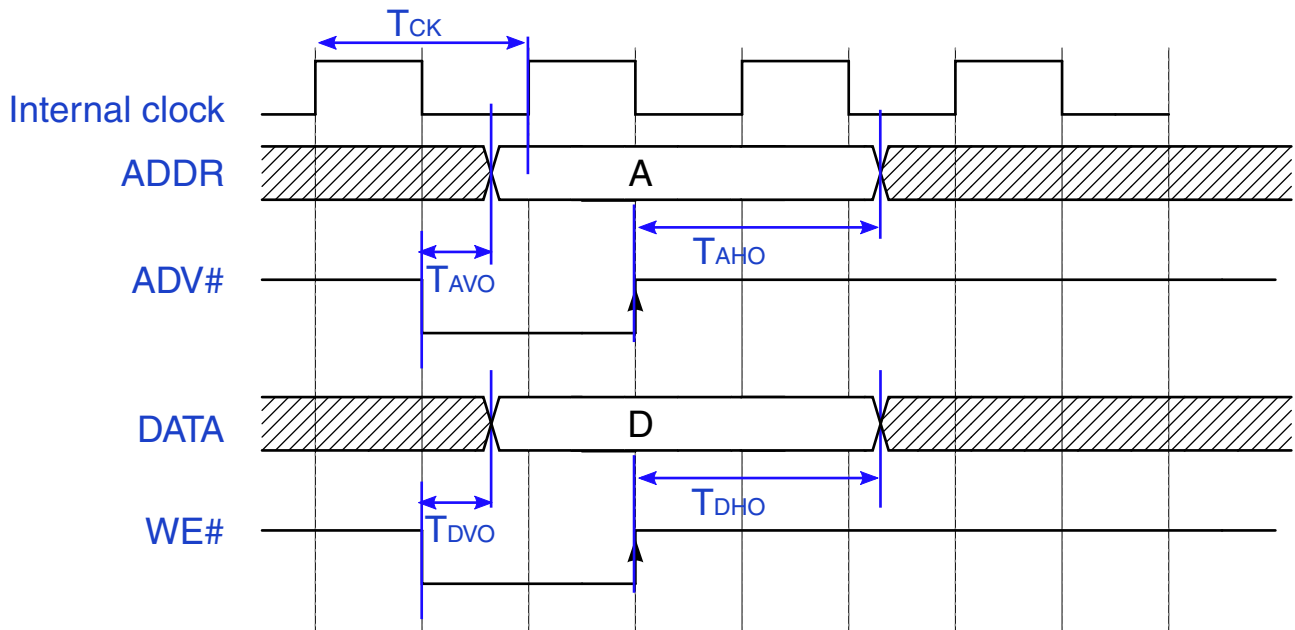 TCK
Internal clock
ADDR
A
TAHO
ADV#
TAVO
DATA
D
TDHO
WE#
TDVO